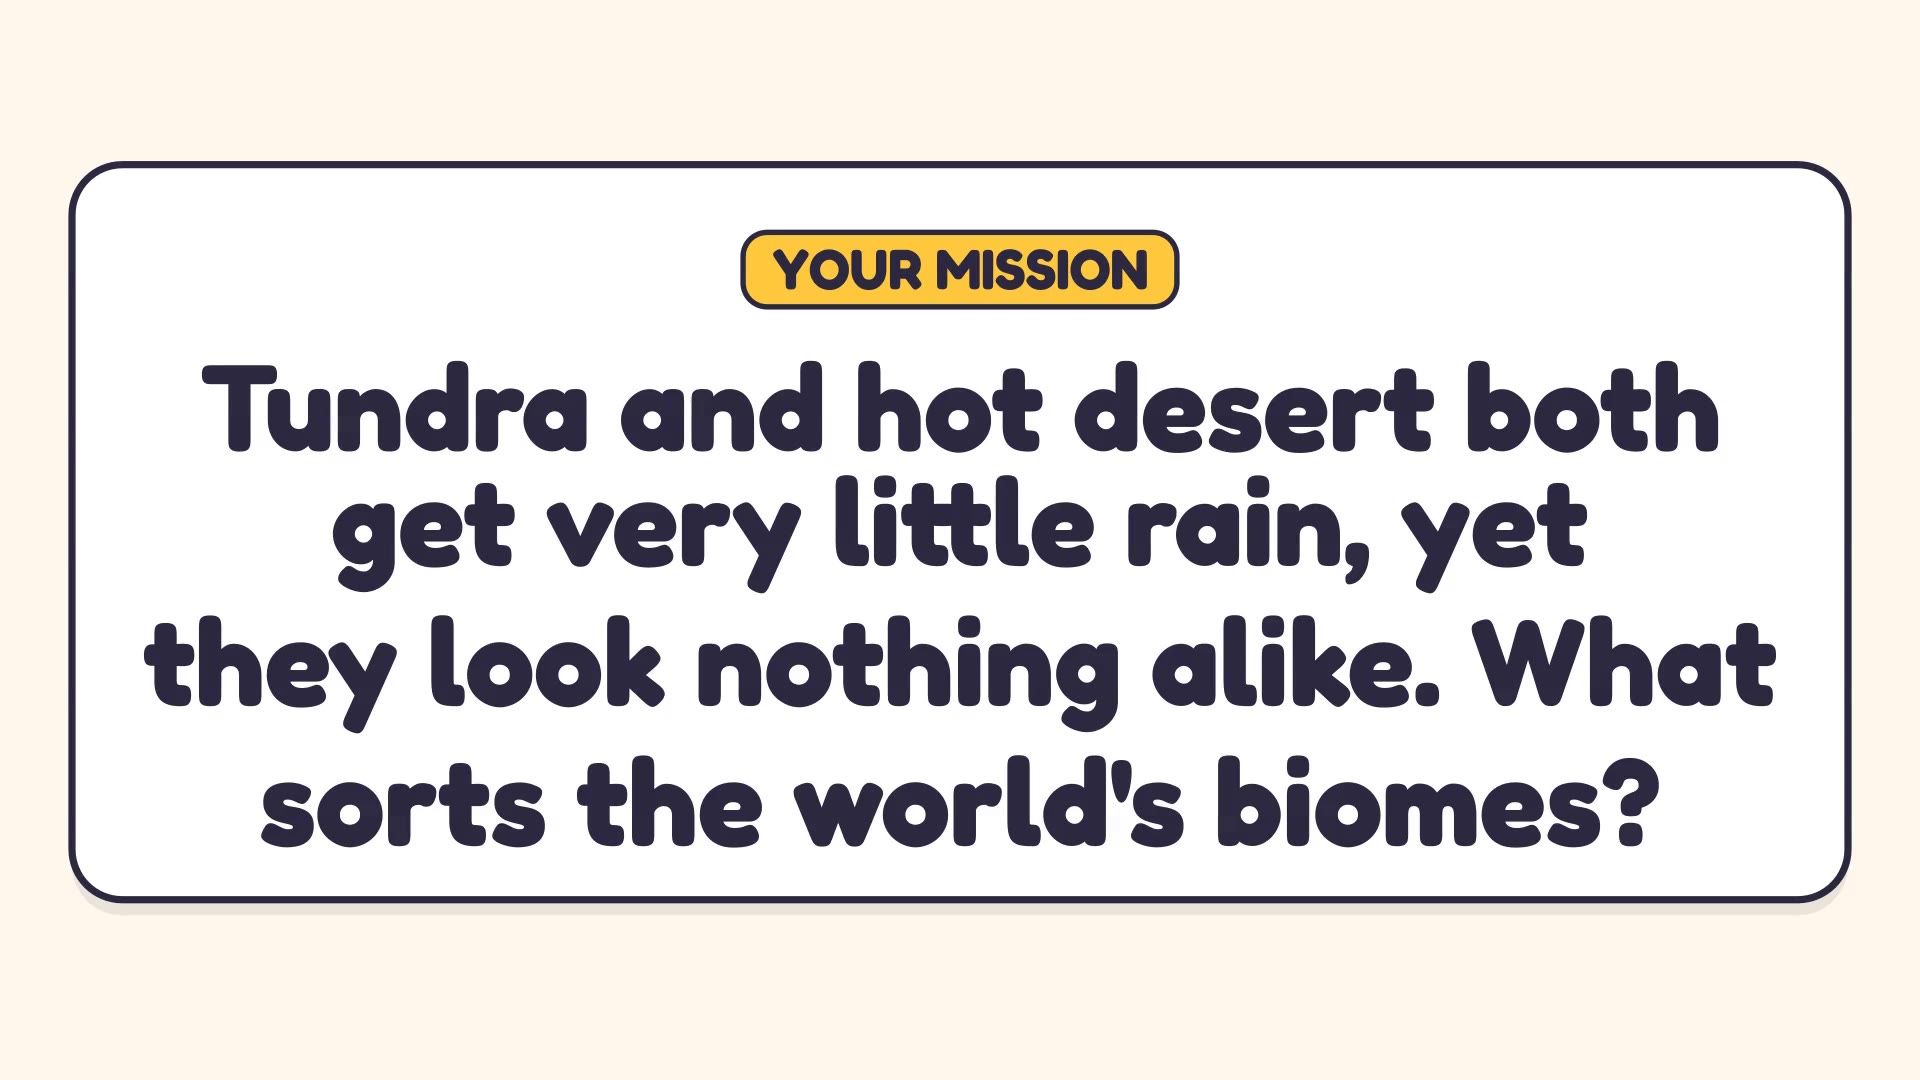 YOUR MISSION
Tundra and hot desert both
get very little rain, yet
they look nothing alike. What
sorts the world's biomes?